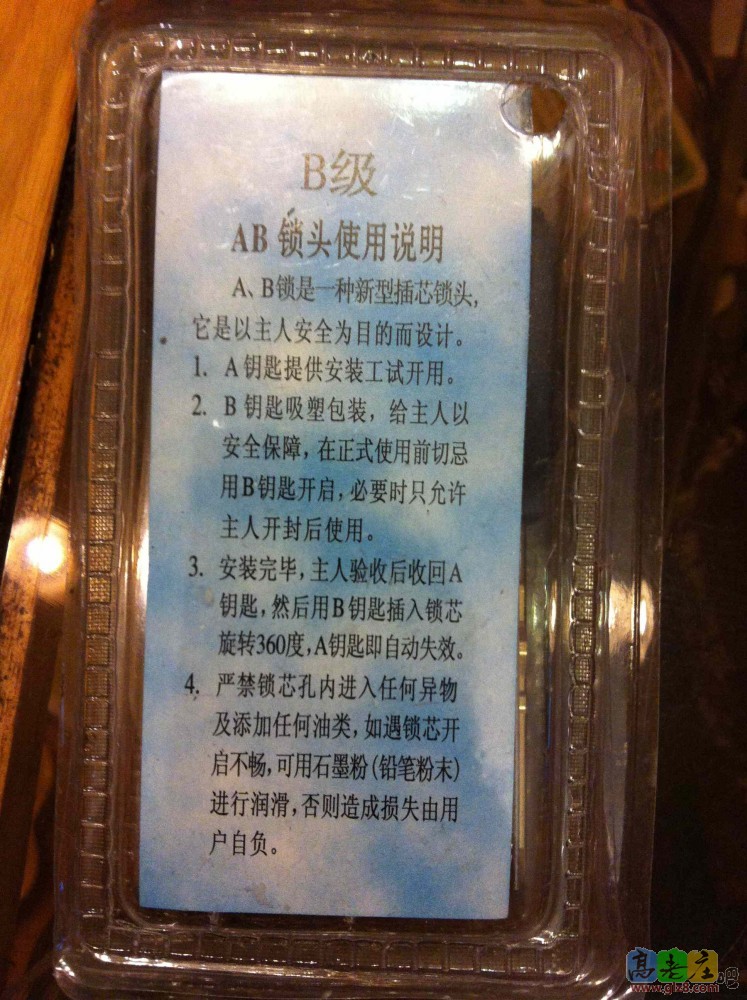 B级
AB 锁头使用说明
A、B锁是一种新型插芯锁头，
它是以主人安全为目的而设计。
1. A钥匙提供安装工试开用。
2. B钥匙吸塑包装，给主人以
安全保障，在正式使用前切忌
用B钥匙开启，必要时只允许
主人开封后使用。
3. 安装完毕，主人验收后收回A
钥匙，然后用B钥匙插入锁芯
旋转360度，A钥匙即自动失效。
4. 严禁锁芯孔内进入任何异物
及添加任何油类，如遇锁芯开
启不畅，可用石墨粉(铅笔粉末)
进行润滑，否则造成损失由用
户自负。
高老庄吧
www.glz8.com